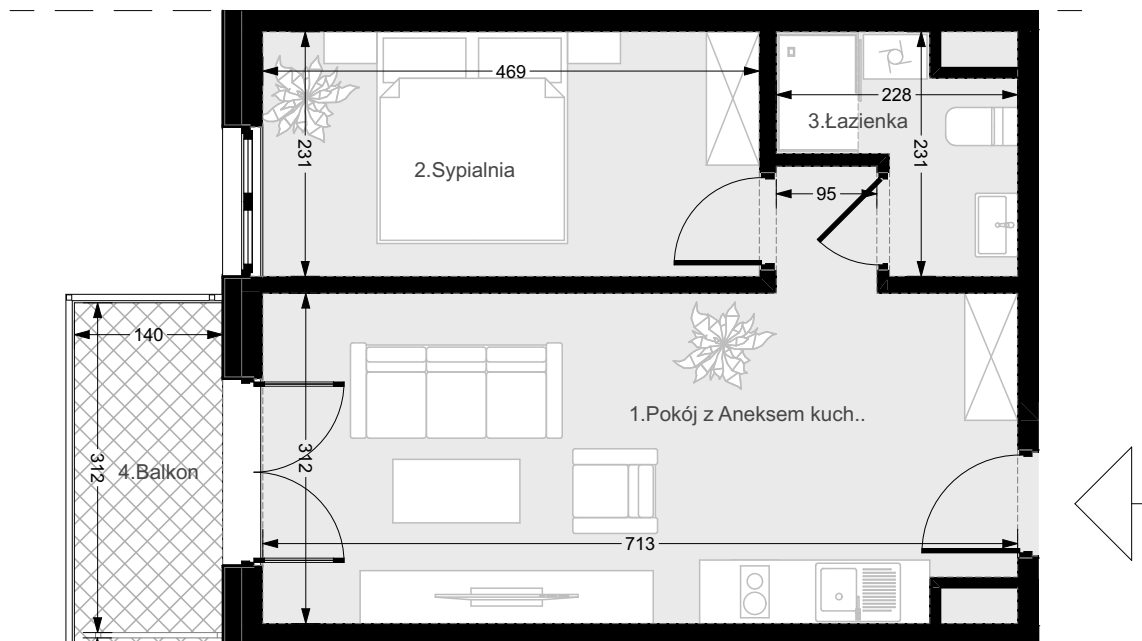 469
228
3.Łazienka
231
231
2.Sypialnia
95
140
1.Pokój z Aneksem kuch..
312
312
4.Balkon
713